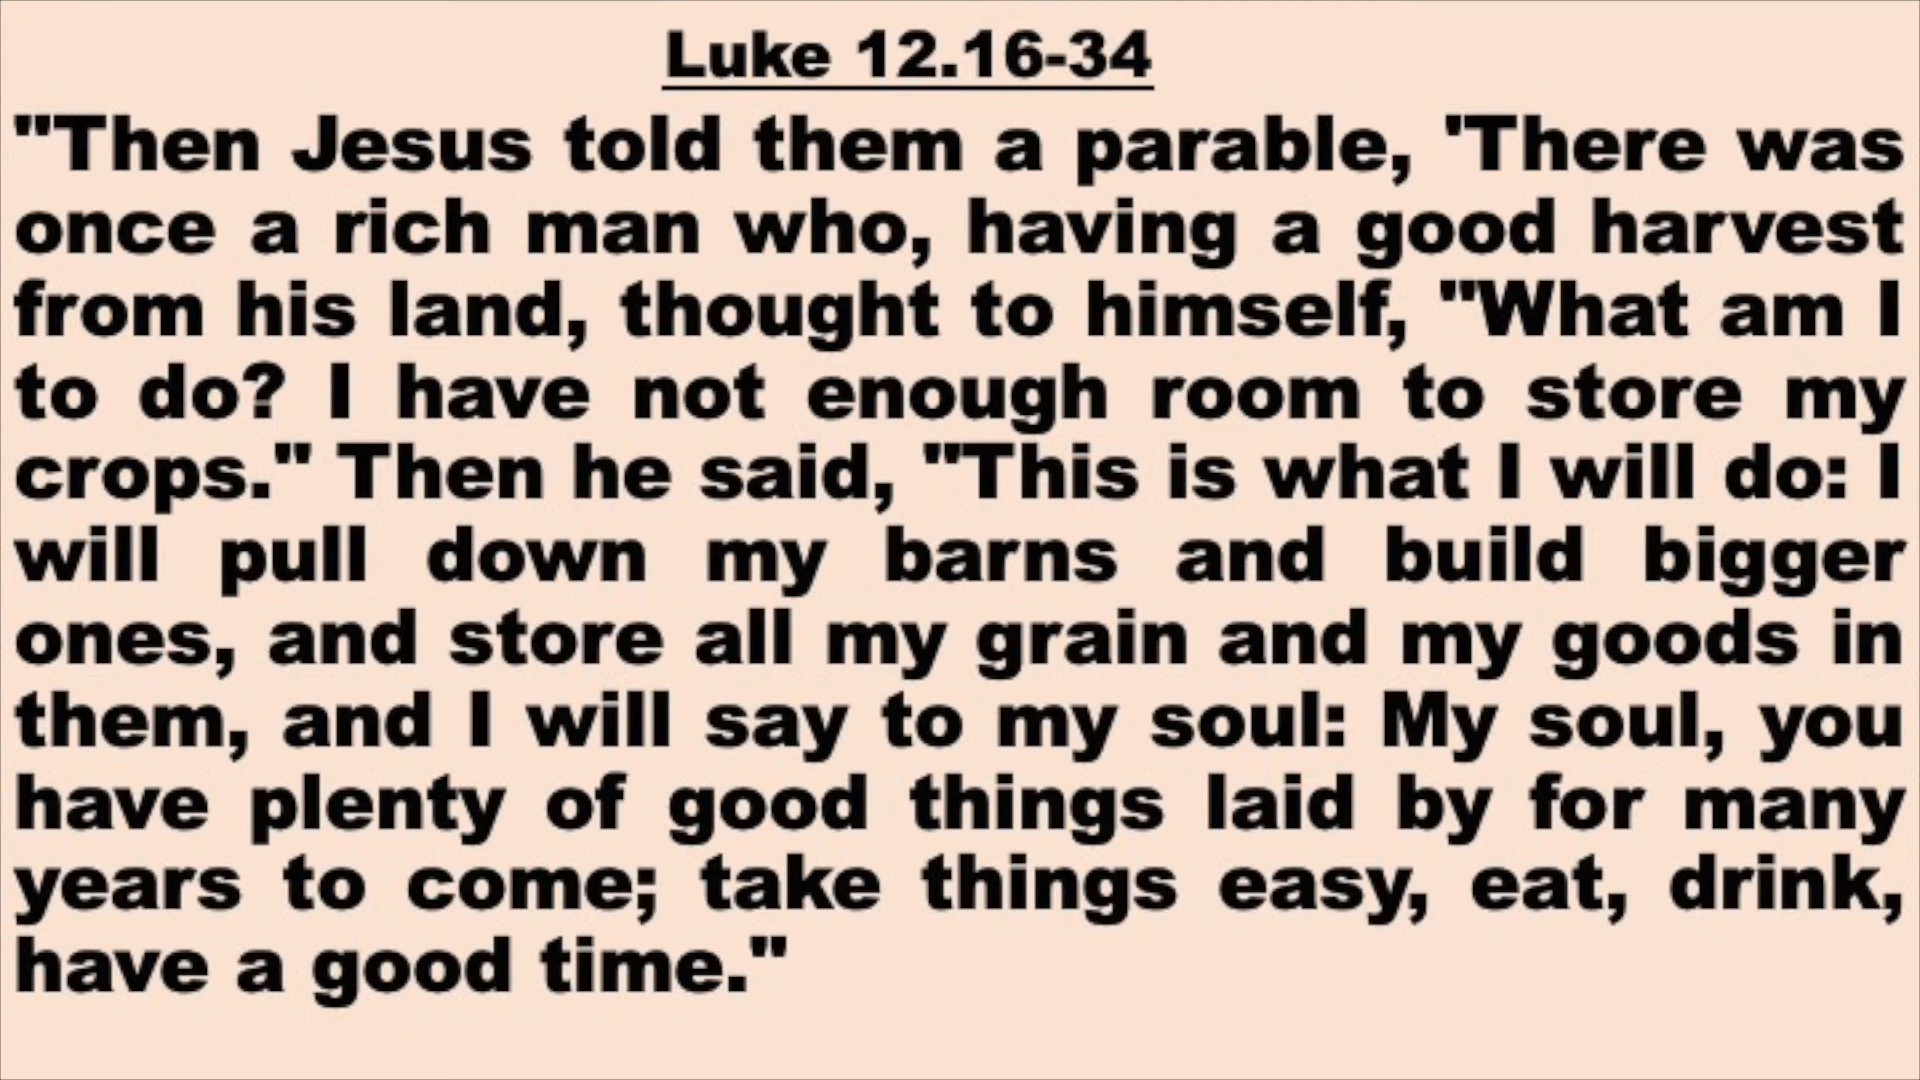 Luke 12.16-34
"Then Jesus told them a parable, 'There was
once a rich man who, having a good harvest
from his land, thought to himself, "What am I
to do? I have not enough room to store my
crops." Then he said, "This is what I will do: I
will pull down my barns and build bigger
ones, and store all my grain and my goods in
them, and I will say to my soul: My soul, you
have plenty of good things laid by for many
years to come; take things easy, eat, drink,
have a good time."